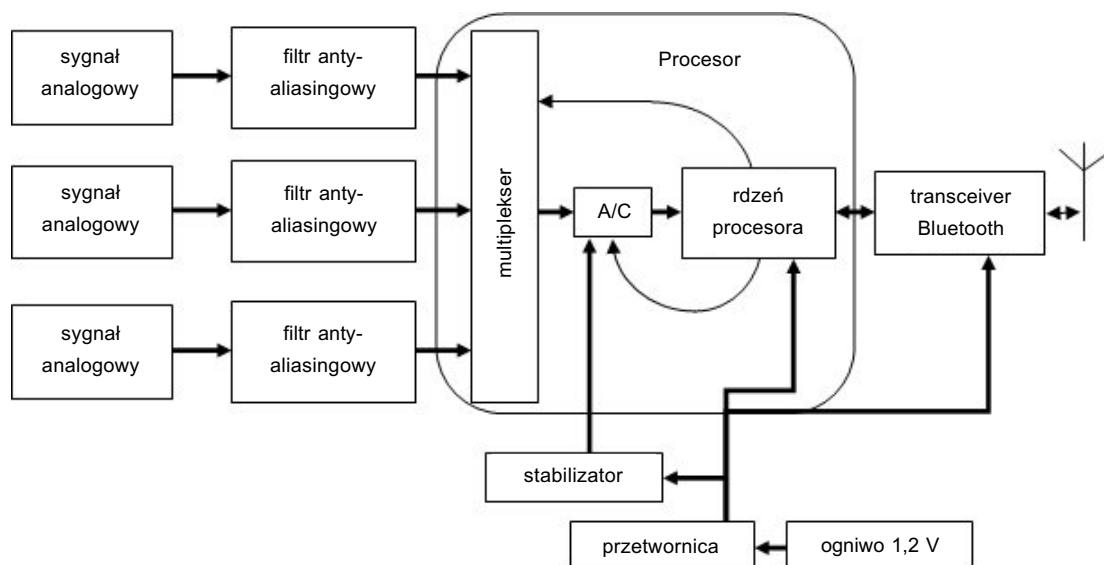 sygnał
analogowy
filtr anty-
aliasingowy
sygnał
analogowy
filtr anty-
aliasingowy
sygnał
analogowy
filtr anty-
aliasingowy
multiplekser
Procesor
A/C
rdzeń
procesora
transceiver
Bluetooth
stabilizator
przetwornica
ogniwo 1,2 V